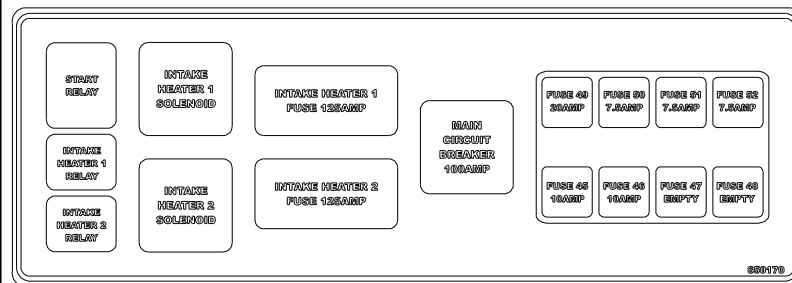 START
RELAY
INTAKE
HEATER 1
RELAY
INTAKE
HEATER 2
RELAY
INTAKE
HEATER 1
SOLENOID
INTAKE
HEATER 2
SOLENOID
INTAKE HEATER 1
FUSE 125AMP
INTAKE HEATER 2
FUSE 125AMP
MAIN
CIRCUIT
BREAKER
100AMP
FUSE 49
20AMP
FUSE 50
7.5AMP
FUSE 51
7.5AMP
FUSE 52
7.5AMP
FUSE 45
10AMP
FUSE 46
10AMP
FUSE 47
EMPTY
FUSE 48
EMPTY
650170